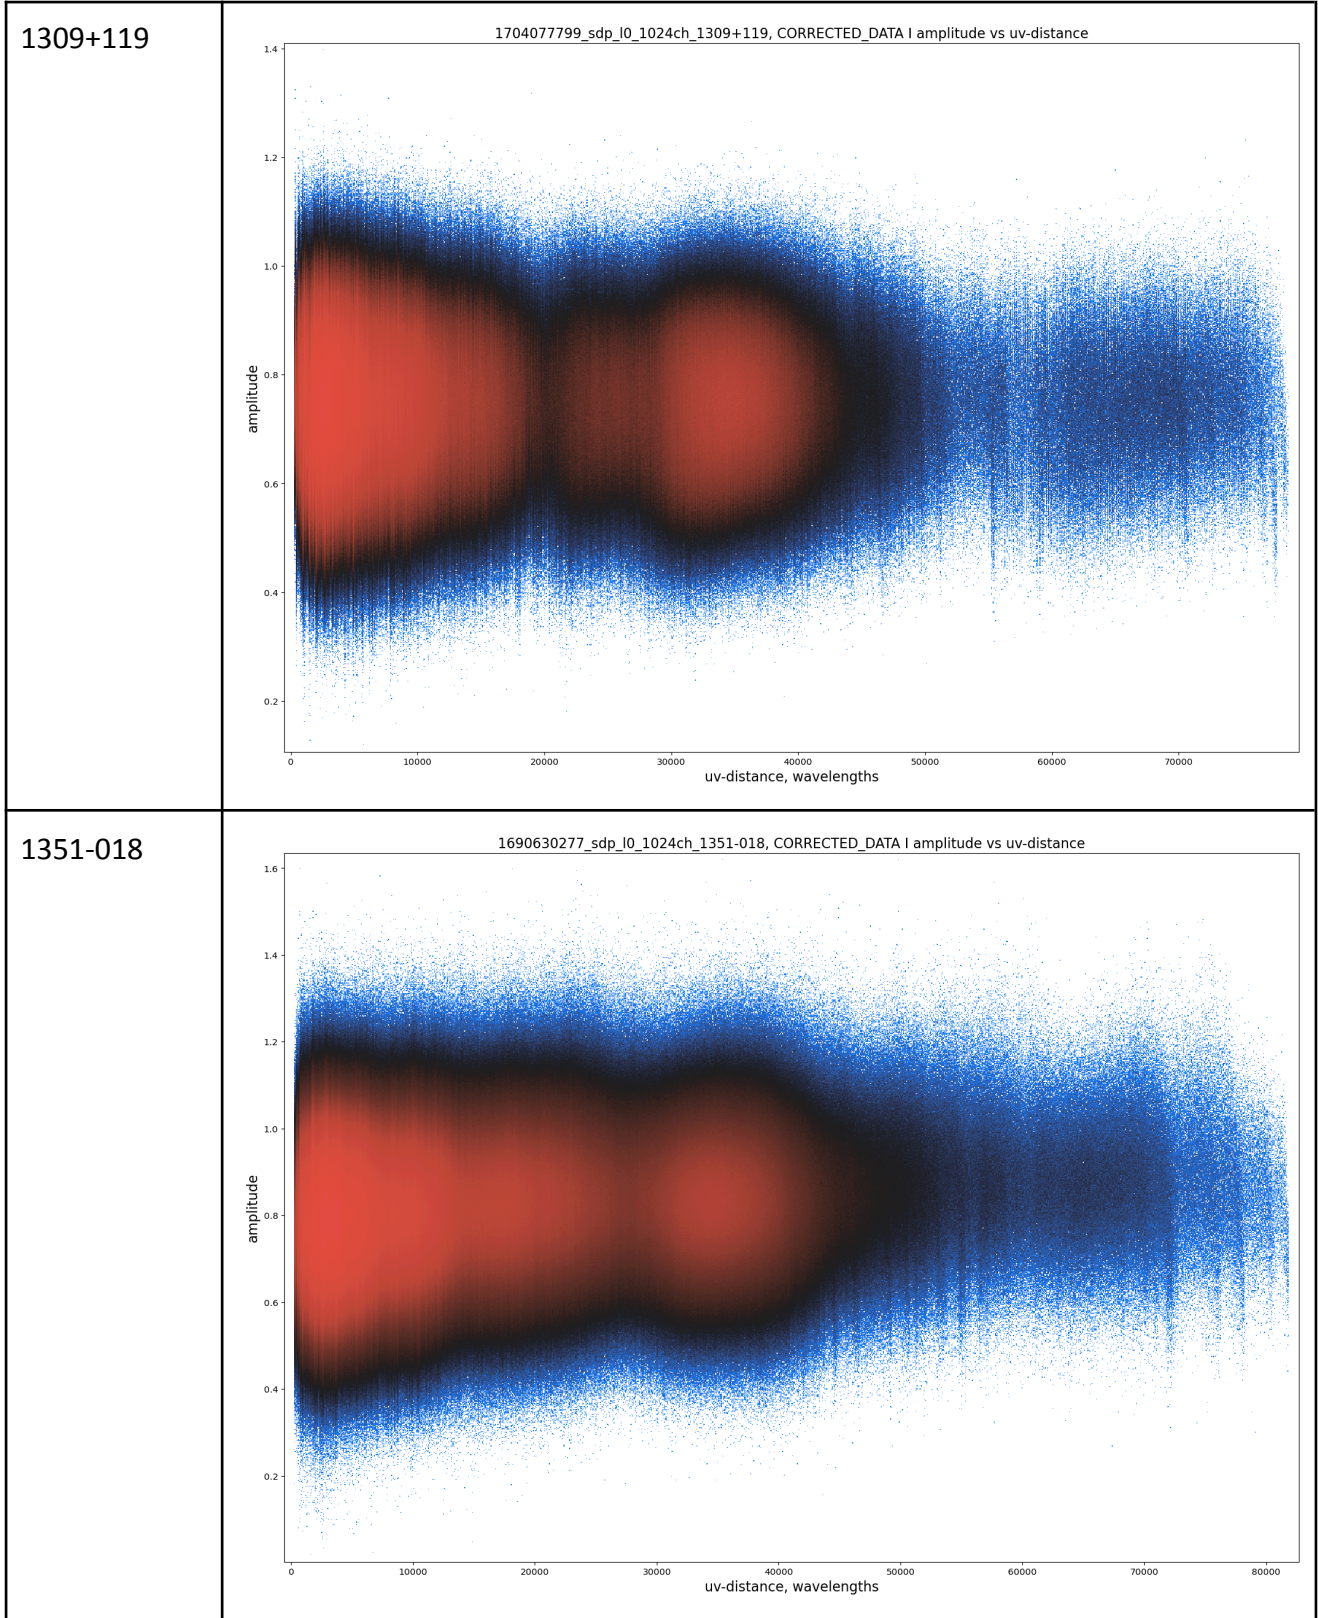 1309+119
1704077799_sdp_l0_1024ch_1309+119, CORRECTED_DATA I amplitude vs uv-distance
1.4
1.2
1.0
0.8
0.6
0.4
0.2
amplitude
0 10000 20000 30000 40000 50000 60000 70000
uv-distance, wavelengths
1351-018
1690630277_sdp_l0_1024ch_1351-018, CORRECTED_DATA I amplitude vs uv-distance
1.6
1.4
1.2
1.0
0.8
0.6
0.4
0.2
amplitude
0 10000 20000 30000 40000 50000 60000 70000 80000
uv-distance, wavelengths